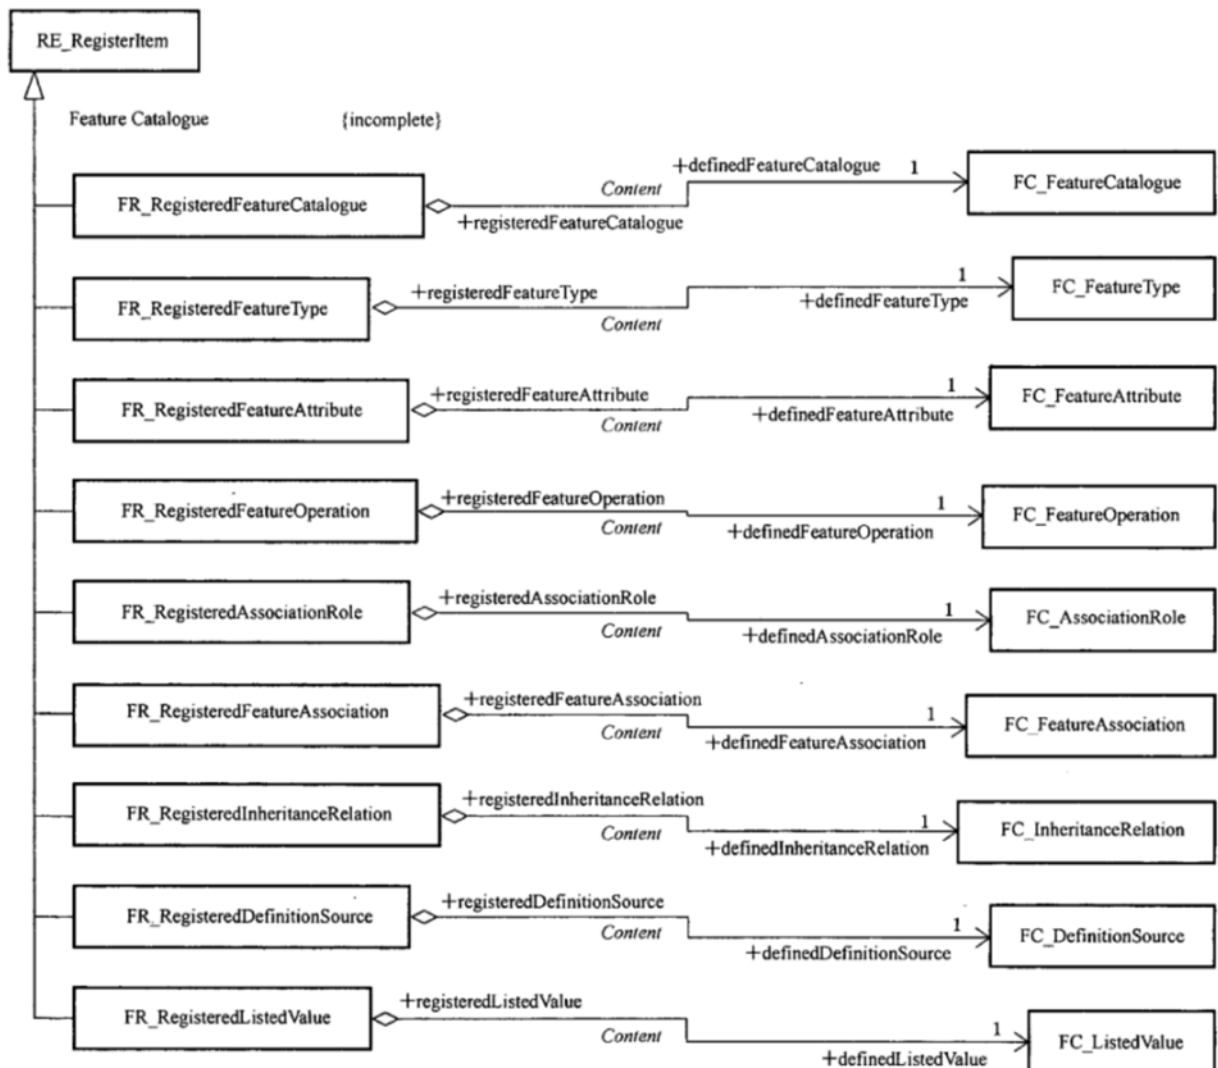 RE_RegisterItem
Feature Catalogue {incomplete}
FR_RegisteredFeatureCatalogue
Content
+registeredFeatureCatalogue
+definedFeatureCatalogue
1
FC_FeatureCatalogue
FR_RegisteredFeatureType
+registeredFeatureType
Content
1
+definedFeatureType
FC_FeatureType
FR_RegisteredFeatureAttribute
+registeredFeatureAttribute
Content
1
+definedFeatureAttribute
FC_FeatureAttribute
FR_RegisteredFeatureOperation
+registeredFeatureOperation
Content
1
+definedFeatureOperation
FC_FeatureOperation
FR_RegisteredAssociationRole
+registeredAssociationRole
Content
1
+definedAssociationRole
FC_AssociationRole
FR_RegisteredFeatureAssociation
+registeredFeatureAssociation
Content
1
+definedFeatureAssociation
FC_FeatureAssociation
FR_RegisteredInheritanceRelation
+registeredInheritanceRelation
Content
1
+definedInheritanceRelation
FC_InheritanceRelation
FR_RegisteredDefinitionSource
+registeredDefinitionSource
Content
1
+definedDefinitionSource
FC_DefinitionSource
FR_RegisteredListedValue
+registeredListedValue
Content
1
+definedListedValue
FC_ListedValue